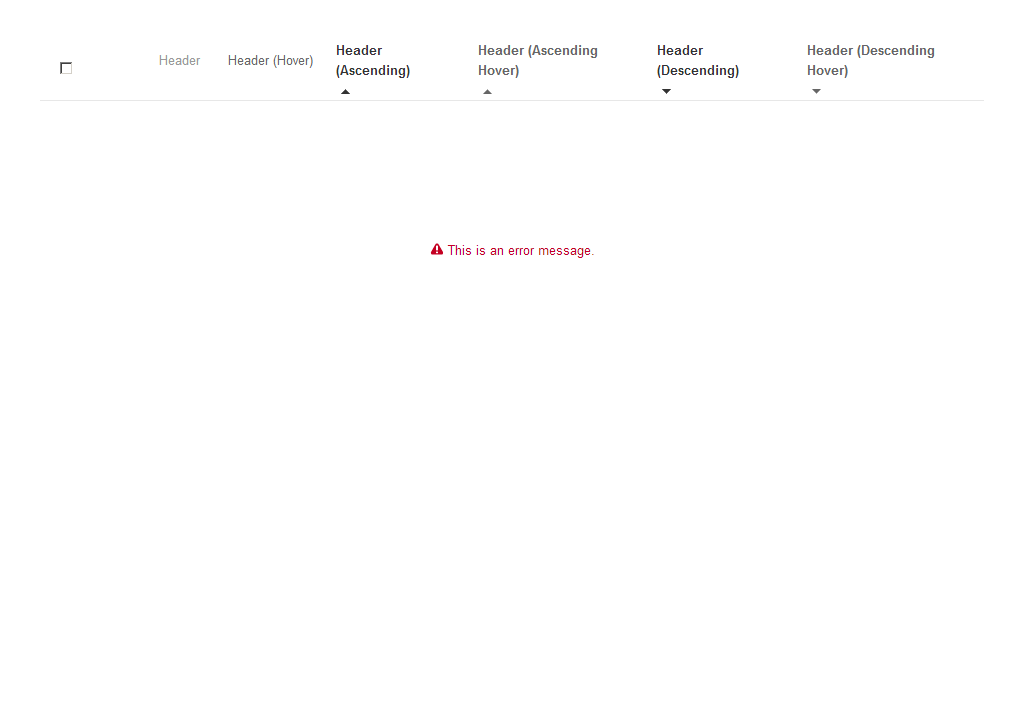 Header
Header (Hover)
Header
(Ascending)
Header (Ascending
Hover)
Header
(Descending)
Header (Descending
Hover)
This is an error message.